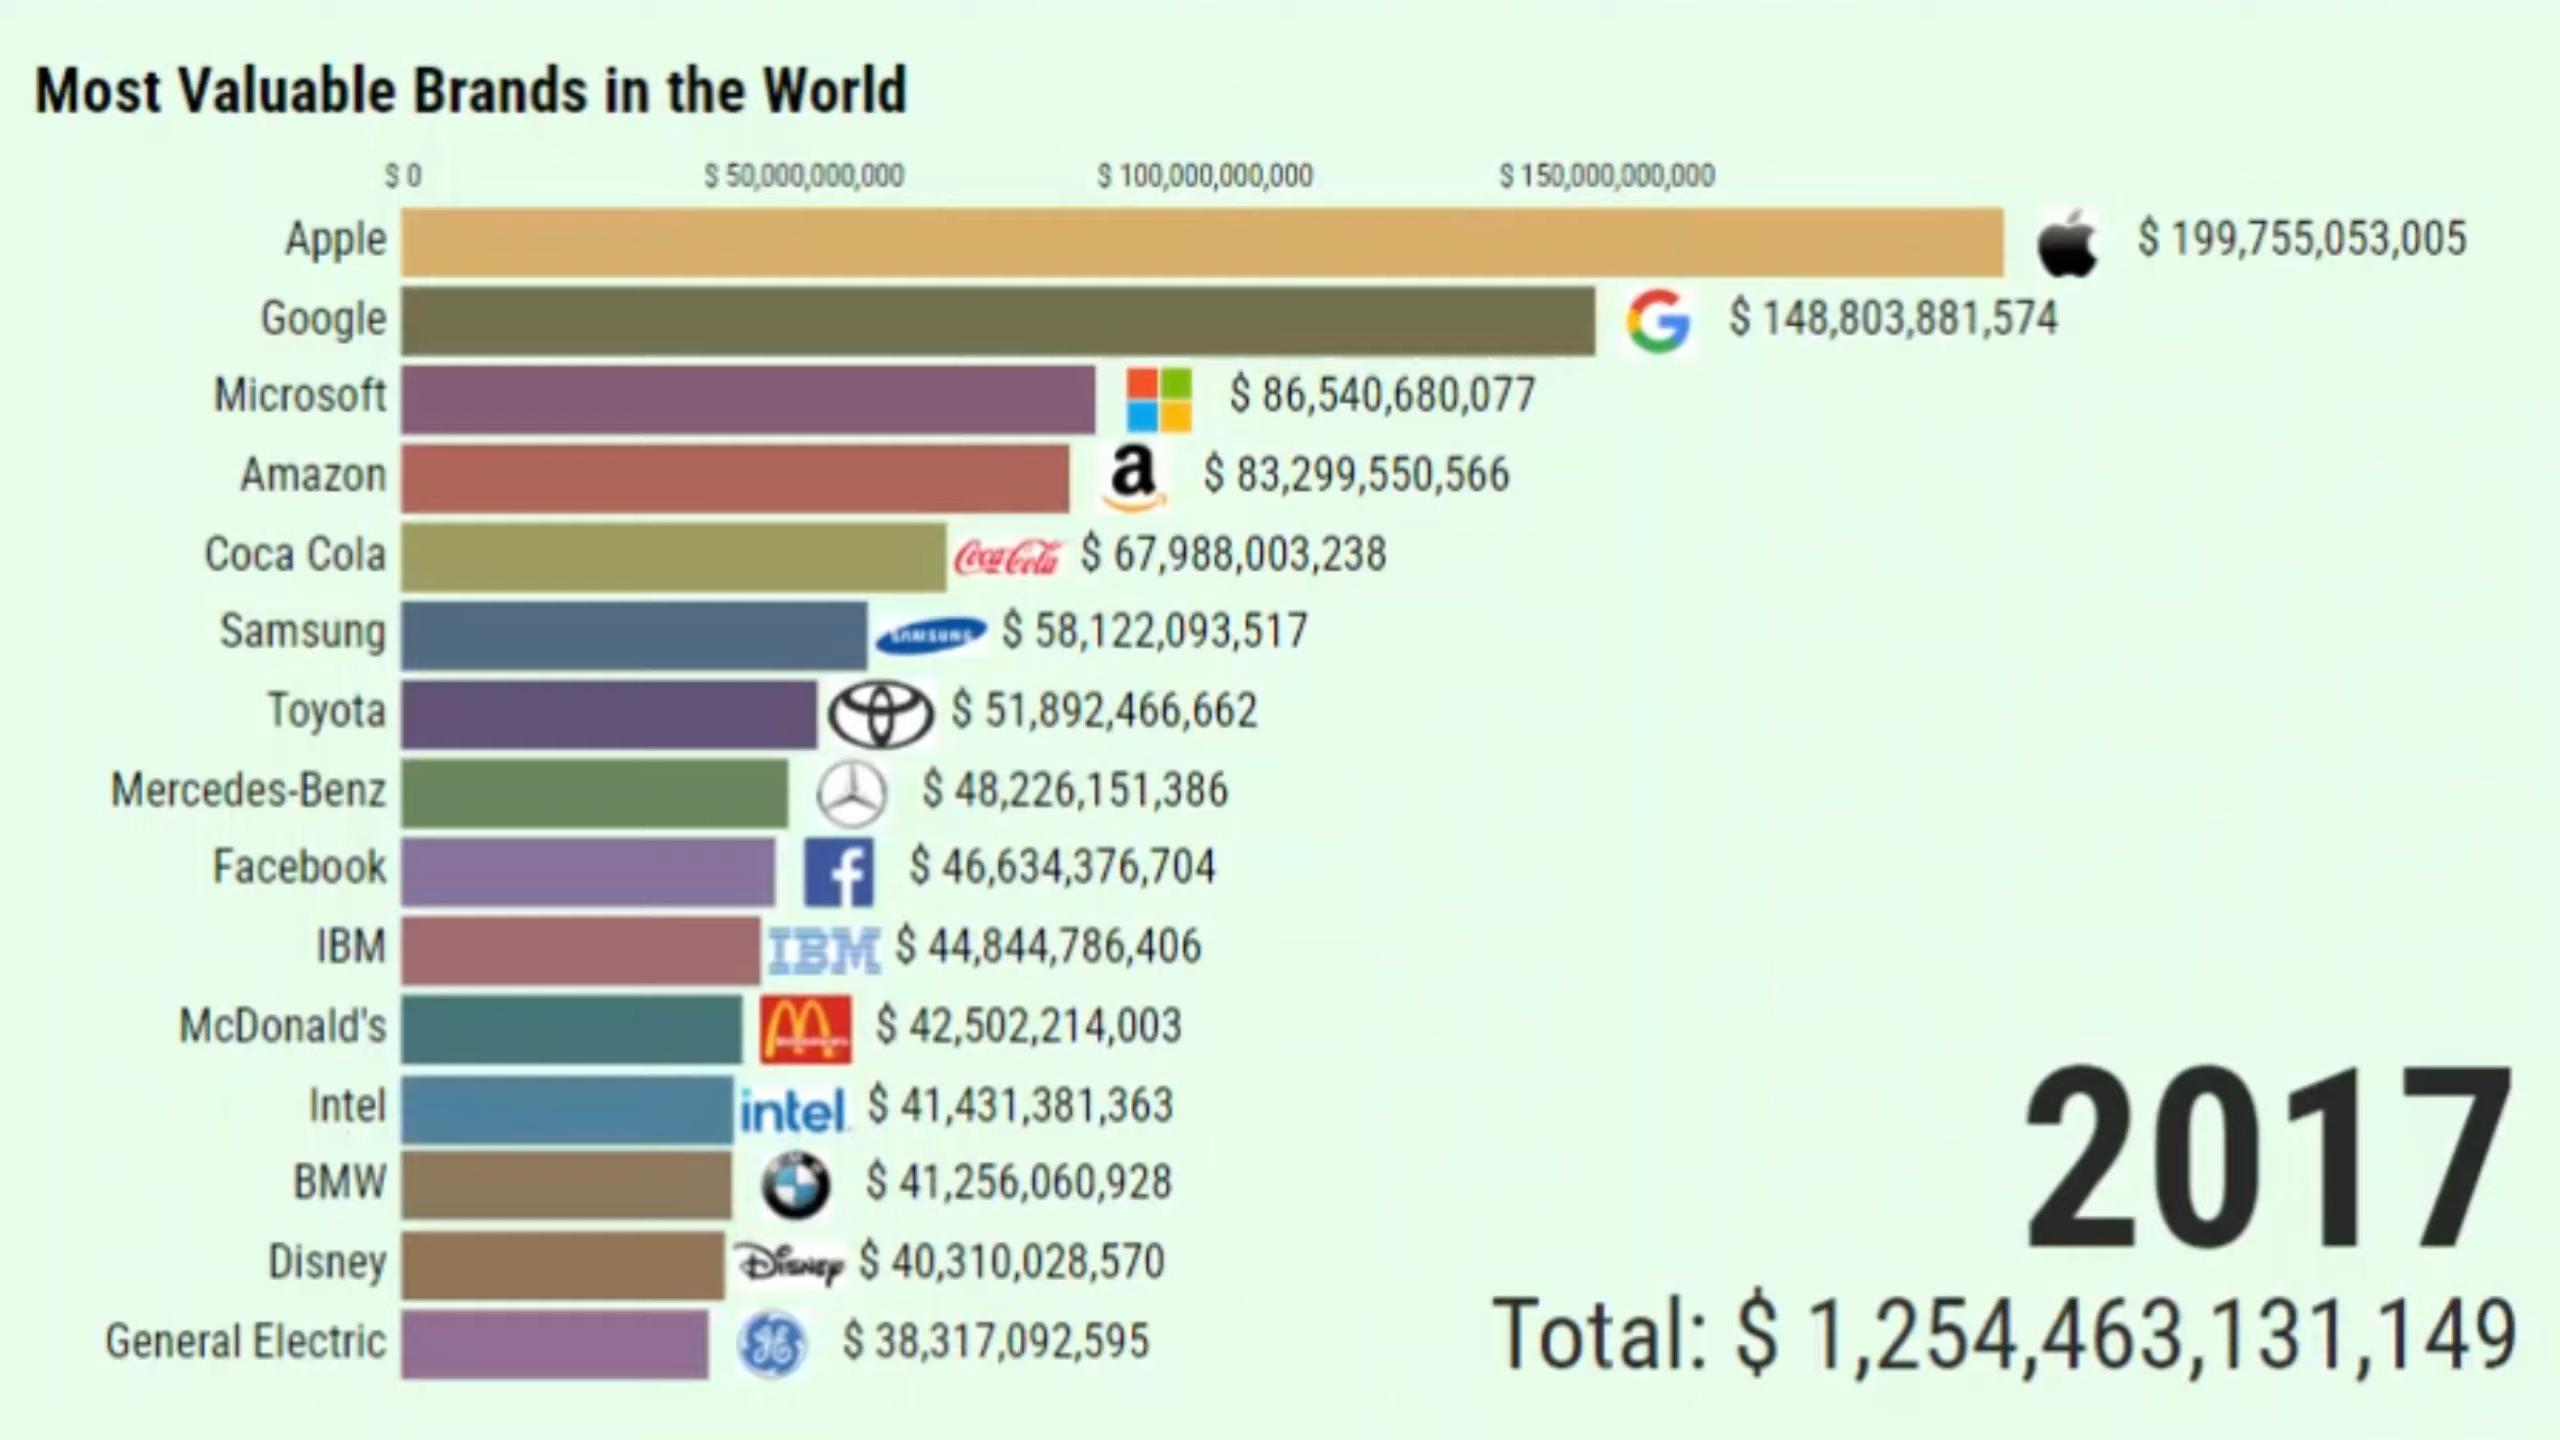 Most Valuable Brands in the World
$ 0 $ 50,000,000,000 $ 100,000,000,000 $ 150,000,000,000
Apple $ 199,755,053,005
Google G $ 148,803,881,574
Microsoft $ 86,540,680,077
Amazon a $ 83,299,550,566
Coca Cola Coca Cola $ 67,988,003,238
Samsung SAMSUNG $ 58,122,093,517
Toyota $ 51,892,466,662
Mercedes-Benz $ 48,226,151,386
Facebook f $ 46,634,376,704
IBM IBM $ 44,844,786,406
McDonald's $ 42,502,214,003
Intel intel $ 41,431,381,363
BMW $ 41,256,060,928
Disney Disney $ 40,310,028,570
General Electric GE $ 38,317,092,595
2017
Total: $ 1,254,463,131,149